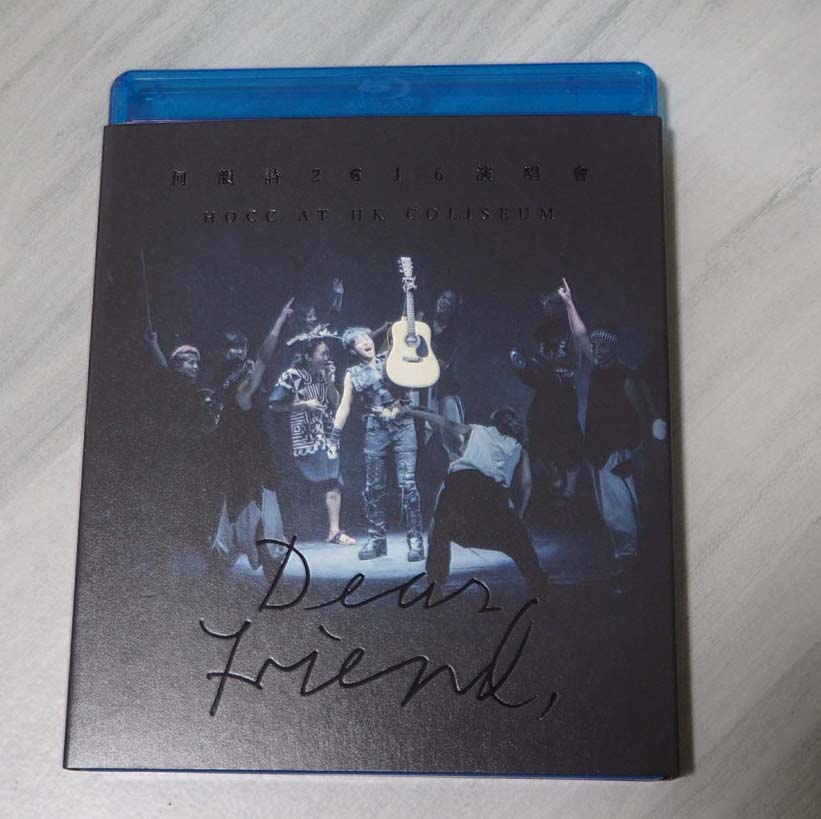 何韻詩2016演唱會
HOCC AT HK COLISEUM
Dear
Friend,